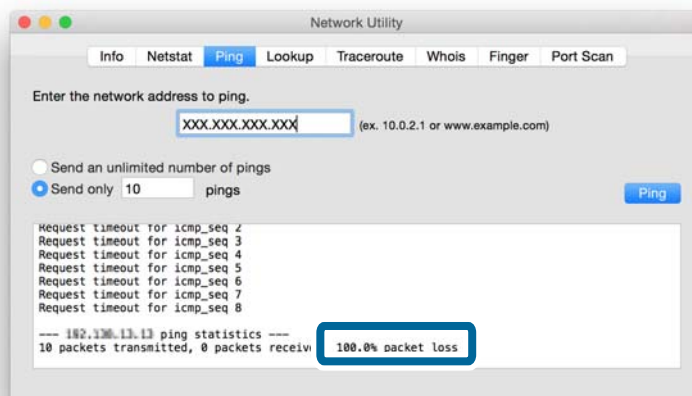 Network Utility
Info Netstat Ping Lookup Traceroute Whois Finger Port Scan
Enter the network address to ping.
XXX.XXX.XXX.XXX (ex. 10.0.2.1 or www.example.com)
Send an unlimited number of pings
Send only 10 pings
Ping
Request timeout for icmp_seq 2
Request timeout for icmp_seq 3
Request timeout for icmp_seq 4
Request timeout for icmp_seq 5
Request timeout for icmp_seq 6
Request timeout for icmp_seq 7
Request timeout for icmp_seq 8
--- ping statistics ---
10 packets transmitted, 0 packets receive 100.0% packet loss